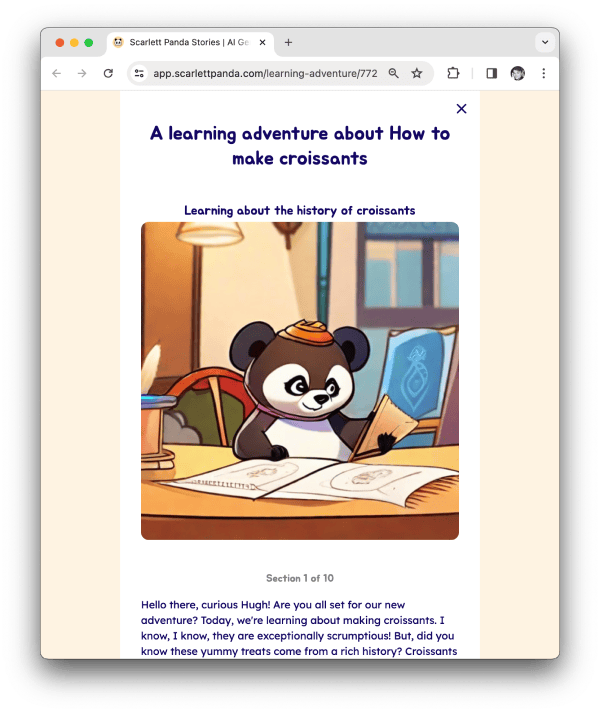 Scarlett Panda Stories | AI Ge
app.scarlettpanda.com/learning-adventure/772
A learning adventure about How to
make croissants
Learning about the history of croissants
Section 1 of 10
Hello there, curious Hugh! Are you all set for our new
adventure? Today, we're learning about making croissants. I
know, I know, they are exceptionally scrumptious! But, did you
know these yummy treats come from a rich history? Croissants